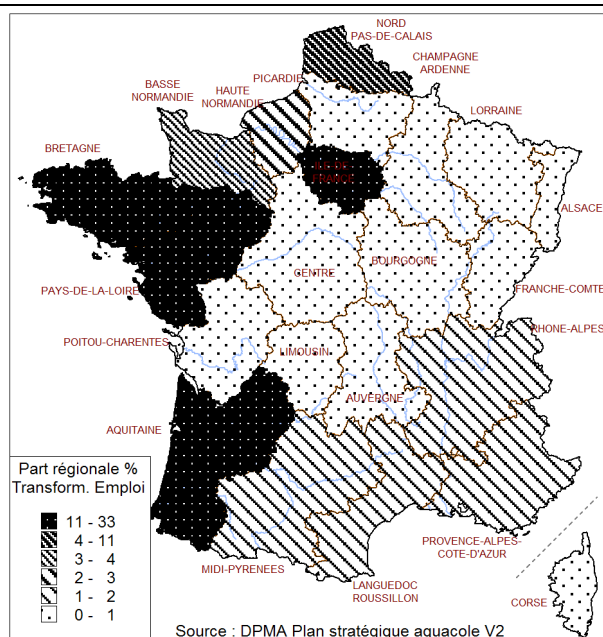 NORD
PAS-DE-CALAIS
CHAMPAGNE
ARDENNE
PICARDIE
BASSE
NORMANDIE
HAUTE
NORMANDIE
LORRAINE
BRETAGNE
ILE DE
FRANCE
ALSACE
BOURGOGNE
CENTRE
PAYS-DE-LA-LOIRE
FRANCHE-COMTE
RHONE-ALPES
POITOU-CHARENTES
LIMOUSIN
AUVERGNE
AQUITAINE
Part régionale %
Transform. Emploi
11 - 33
4 - 11
3 - 4
2 - 3
1 - 2
0 - 1
PROVENCE-ALPES-
COTE-D'AZUR
MIDI-PYRENEES
LANGUEDOC
ROUSSILLON
CORSE
Source : DPMA Plan stratégique aquacole V2